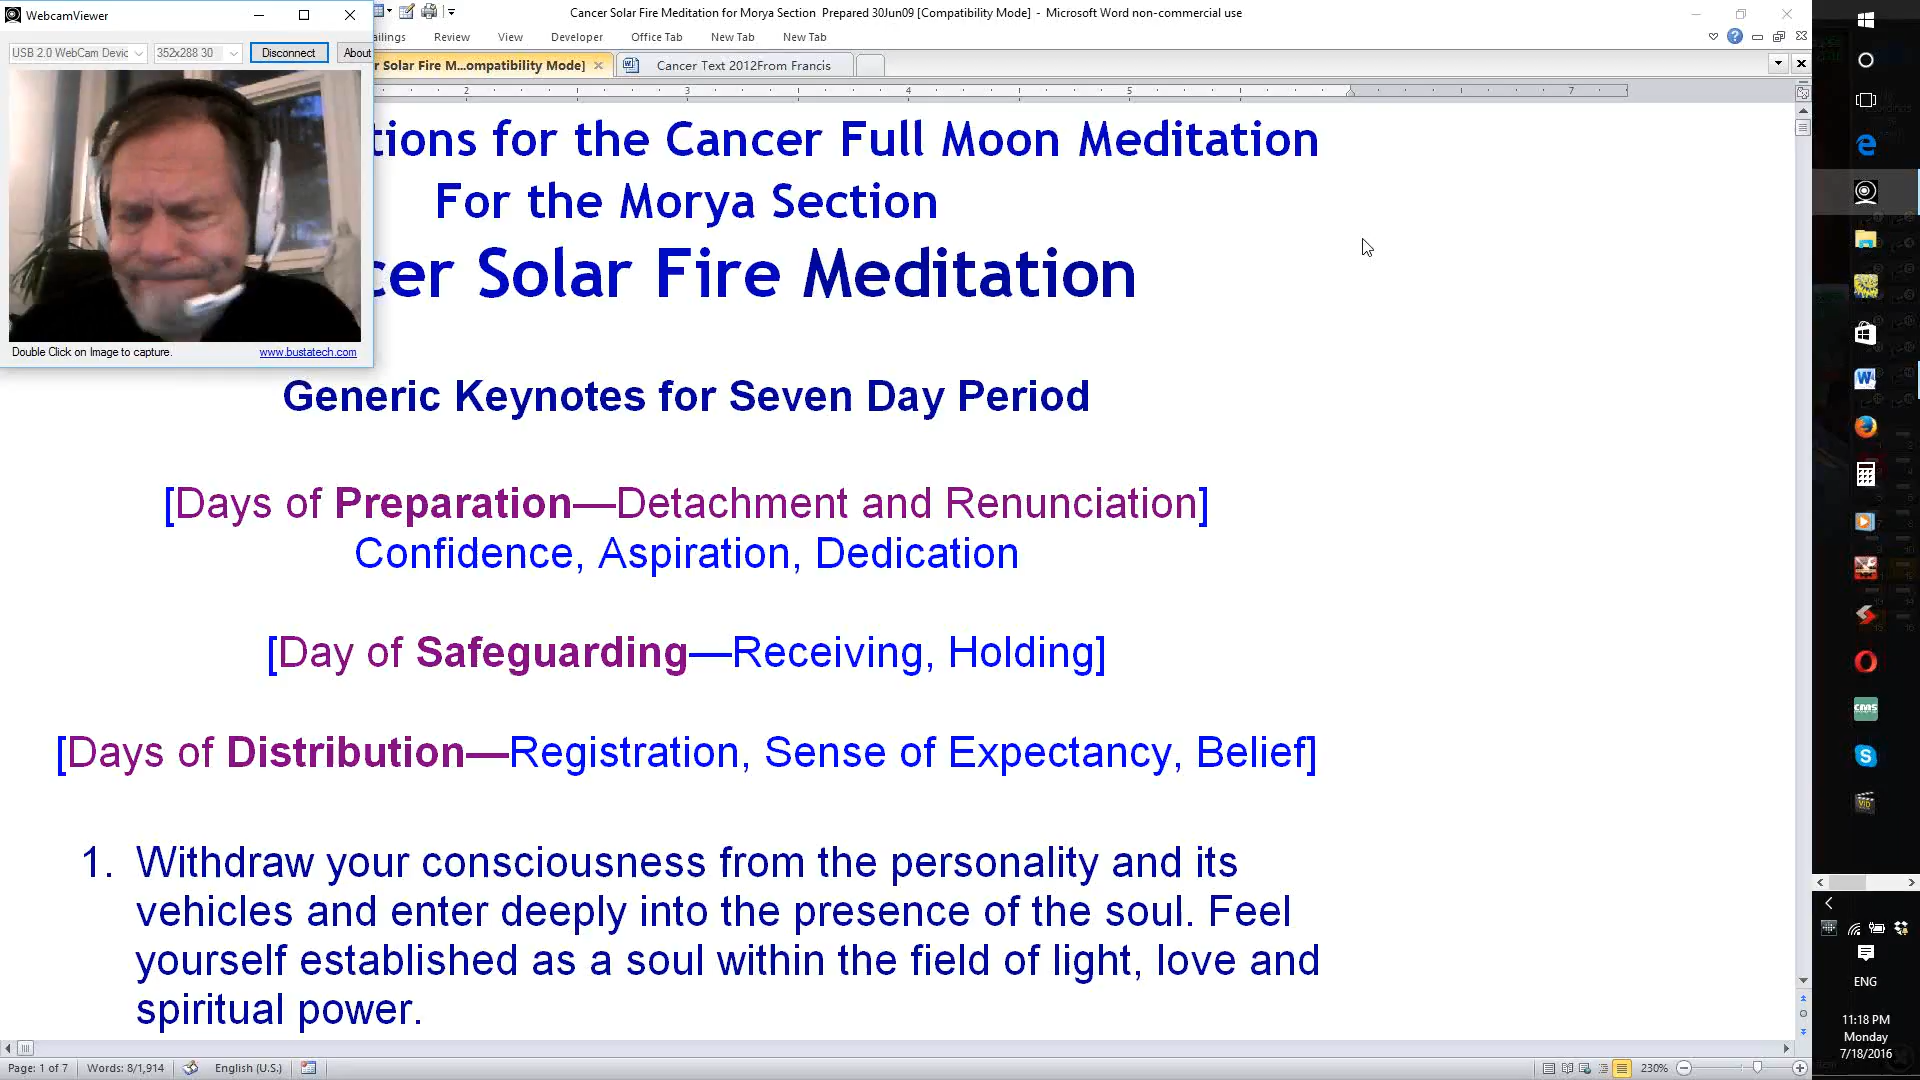 WebcamViewer
Cancer Solar Fire Meditation for Morya Section  Prepared 30Jun09 [Compatibility Mode]  -  Microsoft Word non-commercial use
USB 2.0 WebCam Devic
352x288 30
Disconnect
About
ailings
Review
View
Developer
Office Tab
New Tab
New Tab
Solar Fire M...ompatibility Mode]
Cancer Text 2012From Francis
2 3 4 5 7
tions for the Cancer Full Moon Meditation
For the Morya Section
cer Solar Fire Meditation
Double Click on Image to capture.
www.bustatech.com
Generic Keynotes for Seven Day Period
[Days of Preparation—Detachment and Renunciation]
Confidence, Aspiration, Dedication
[Day of Safeguarding—Receiving, Holding]
[Days of Distribution—Registration, Sense of Expectancy, Belief]
1. Withdraw your consciousness from the personality and its
vehicles and enter deeply into the presence of the soul. Feel
yourself established as a soul within the field of light, love and
spiritual power.
Page: 1 of 7
Words: 8/1,914
English (U.S.)
230%
ENG
11:18 PM
Monday
7/18/2016